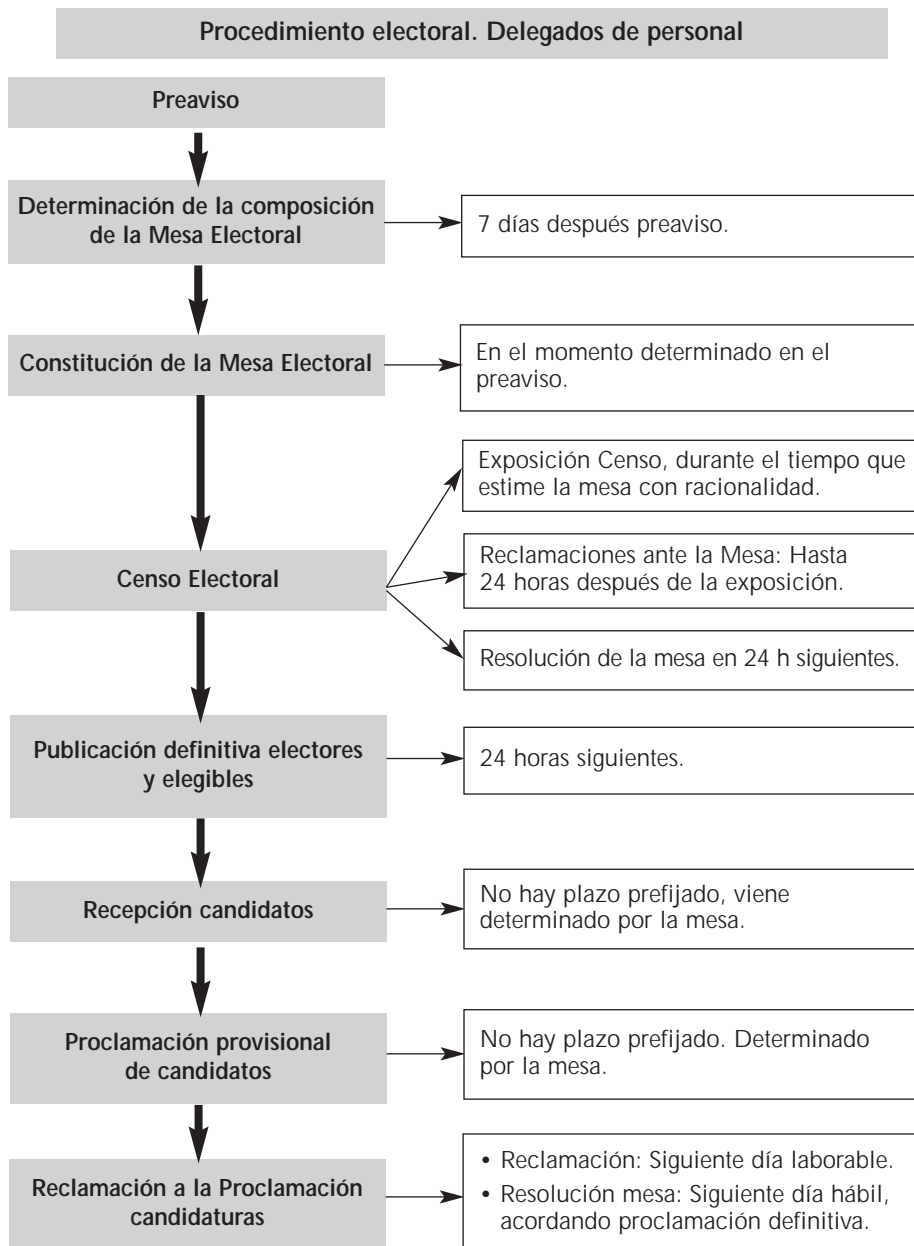 Procedimiento electoral. Delegados de personal
Preaviso
Determinación de la composición
de la Mesa Electoral
7 días después preaviso.
Constitución de la Mesa Electoral
En el momento determinado en el
preaviso.
Censo Electoral
Exposición Censo, durante el tiempo que
estime la mesa con racionalidad.
Reclamaciones ante la Mesa: Hasta
24 horas después de la exposición.
Resolución de la mesa en 24 h siguientes.
Publicación definitiva electores
y elegibles
24 horas siguientes.
Recepción candidatos
No hay plazo prefijado, viene
determinado por la mesa.
Proclamación provisional
de candidatos
No hay plazo prefijado. Determinado
por la mesa.
Reclamación a la Proclamación
candidaturas
• Reclamación: Siguiente día laborable.
• Resolución mesa: Siguiente día hábil,
acordando proclamación definitiva.